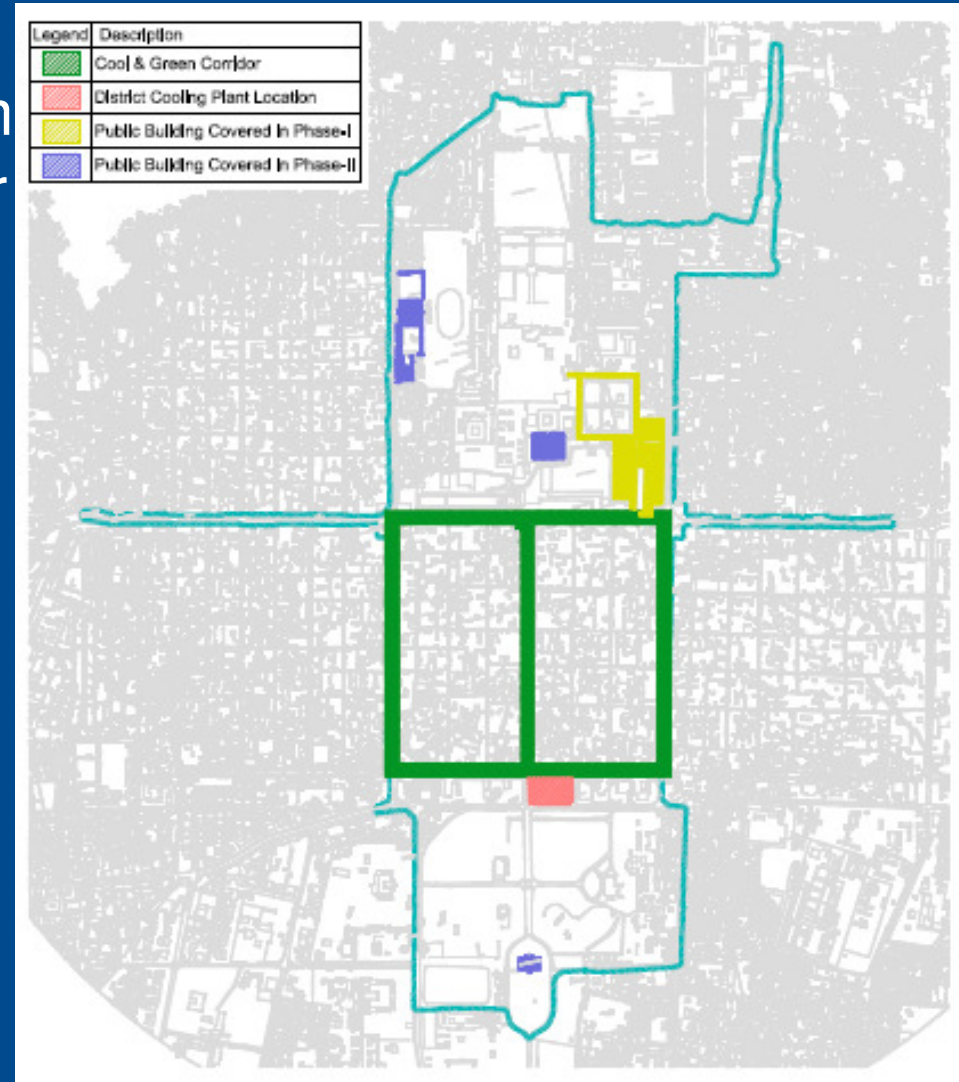 Legend Description
Cool & Green Corridor
District Cooling Plant Location
Public Building Covered in Phase-I
Public Building Covered in Phase-II
n
r